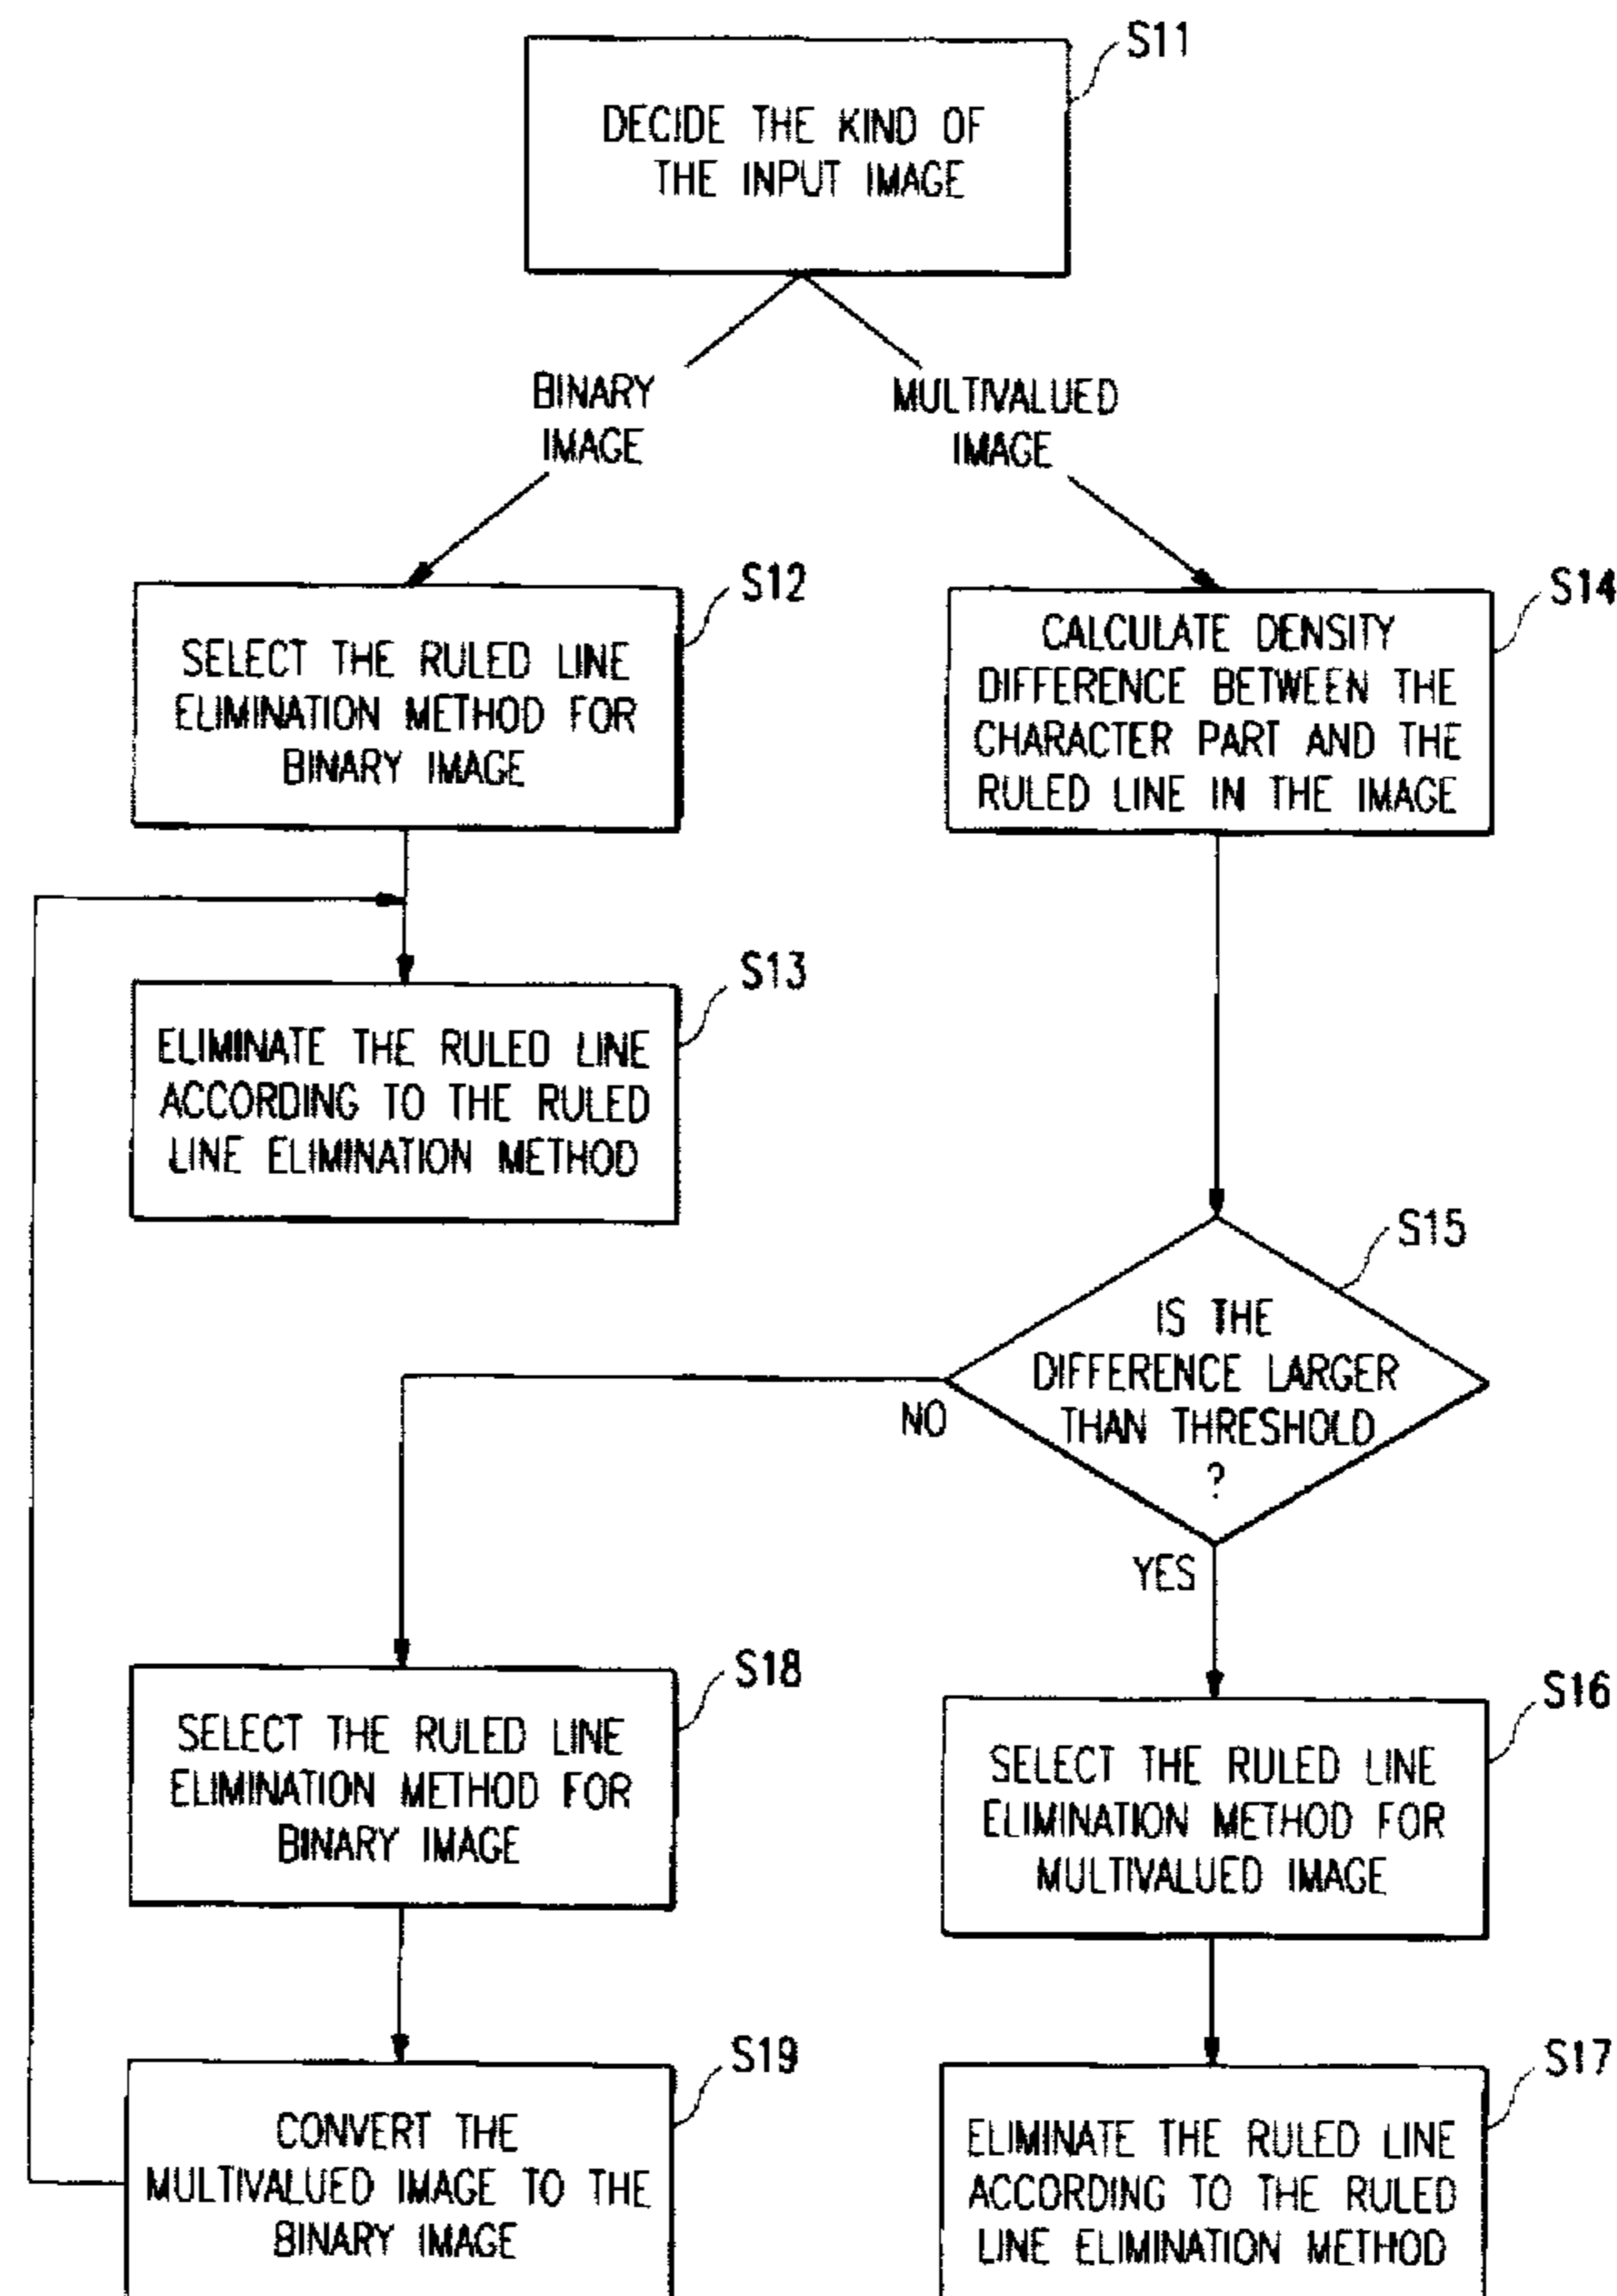 S11
DECIDE THE KIND OF
THE INPUT IMAGE
BINARY
IMAGE
MULTIVALUED
IMAGE
S12
SELECT THE RULED LINE
ELIMINATION METHOD FOR
BINARY IMAGE
S14
CALCULATE DENSITY
DIFFERENCE BETWEEN THE
CHARACTER PART AND THE
RULED LINE IN THE IMAGE
S13
ELIMINATE THE RULED LINE
ACCORDING TO THE RULED
LINE ELIMINATION METHOD
S15
IS THE
DIFFERENCE LARGER
THAN THRESHOLD
?
NO
YES
S18
SELECT THE RULED LINE
ELIMINATION METHOD FOR
BINARY IMAGE
S16
SELECT THE RULED LINE
ELIMINATION METHOD FOR
MULTIVALUED IMAGE
S19
CONVERT THE
MULTIVALUED IMAGE TO THE
BINARY IMAGE
S17
ELIMINATE THE RULED LINE
ACCORDING TO THE RULED
LINE ELIMINATION METHOD